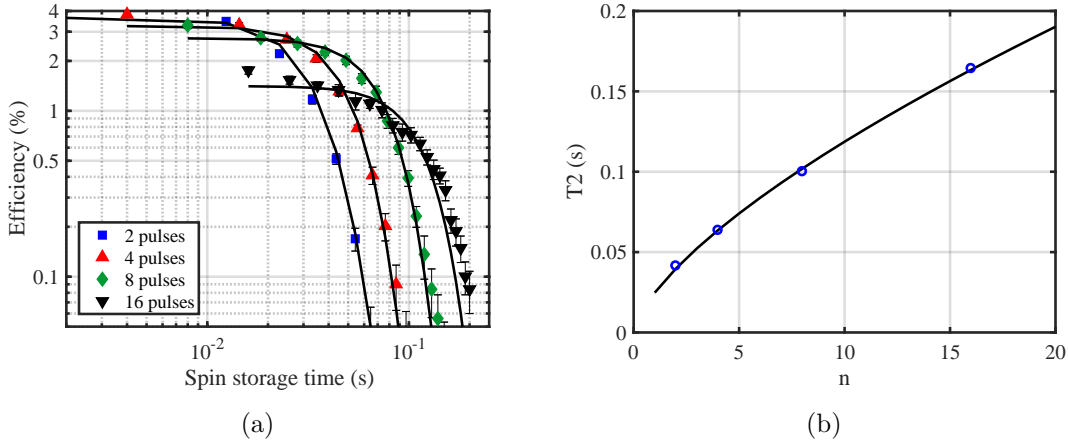 4
3
2
1
0.5
0.1
Efficiency (%)
2 pulses
4 pulses
8 pulses
16 pulses
10-2
10-1
Spin storage time (s)
(a)
0.2
0.15
0.1
0.05
0
T2 (s)
0 5 10 15 20
n
(b)